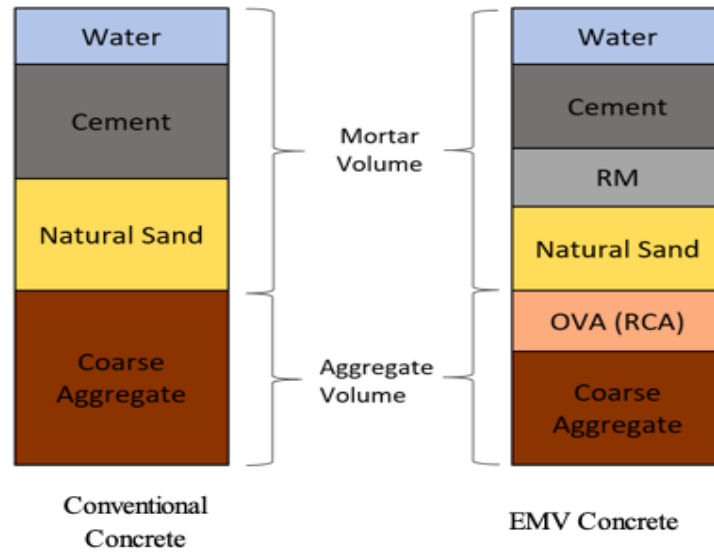 Water
Cement
Natural Sand
Coarse
Aggregate
Conventional
Concrete
Mortar
Volume
Aggregate
Volume
Water
Cement
RM
Natural Sand
OVA (RCA)
Coarse
Aggregate
EMV Concrete